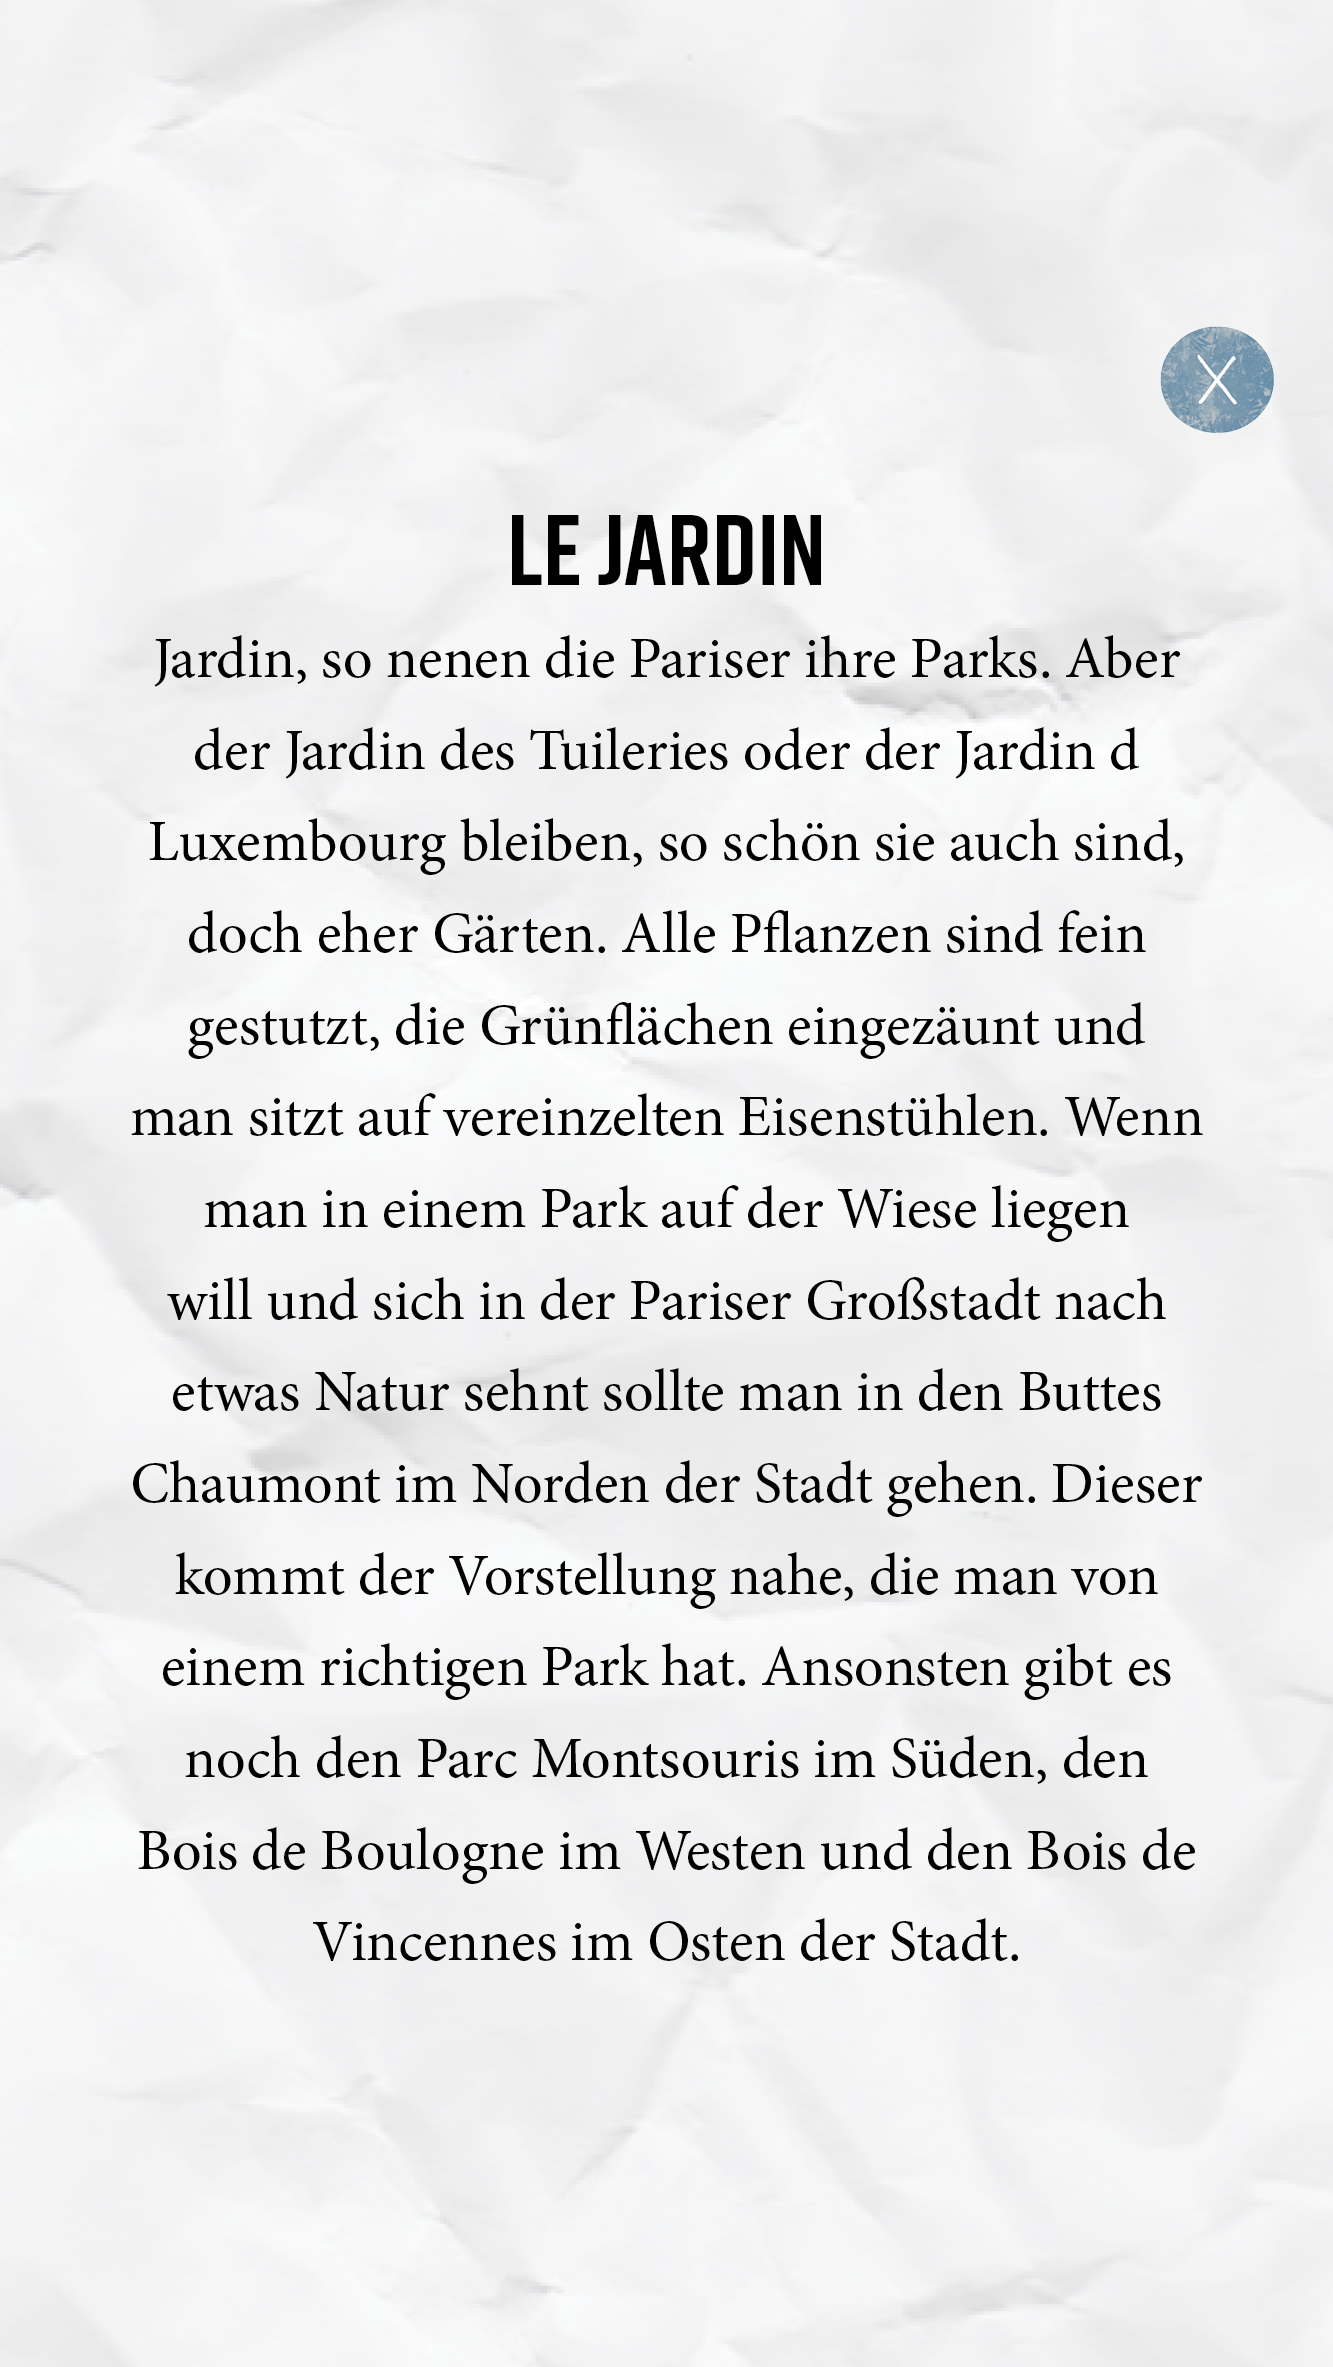 X
LE JARDIN
Jardin, so nenen die Pariser ihre Parks. Aber
der Jardin des Tuileries oder der Jardin d
Luxembourg bleiben, so schön sie auch sind,
doch eher Gärten. Alle Pflanzen sind fein
gestutzt, die Grünflächen eingezäunt und
man sitzt auf vereinzelten Eisenstühlen. Wenn
man in einem Park auf der Wiese liegen
will und sich in der Pariser Großstadt nach
etwas Natur sehnt sollte man in den Buttes
Chaumont im Norden der Stadt gehen. Dieser
kommt der Vorstellung nahe, die man von
einem richtigen Park hat. Ansonsten gibt es
noch den Parc Montsouris im Süden, den
Bois de Boulogne im Westen und den Bois de
Vincennes im Osten der Stadt.